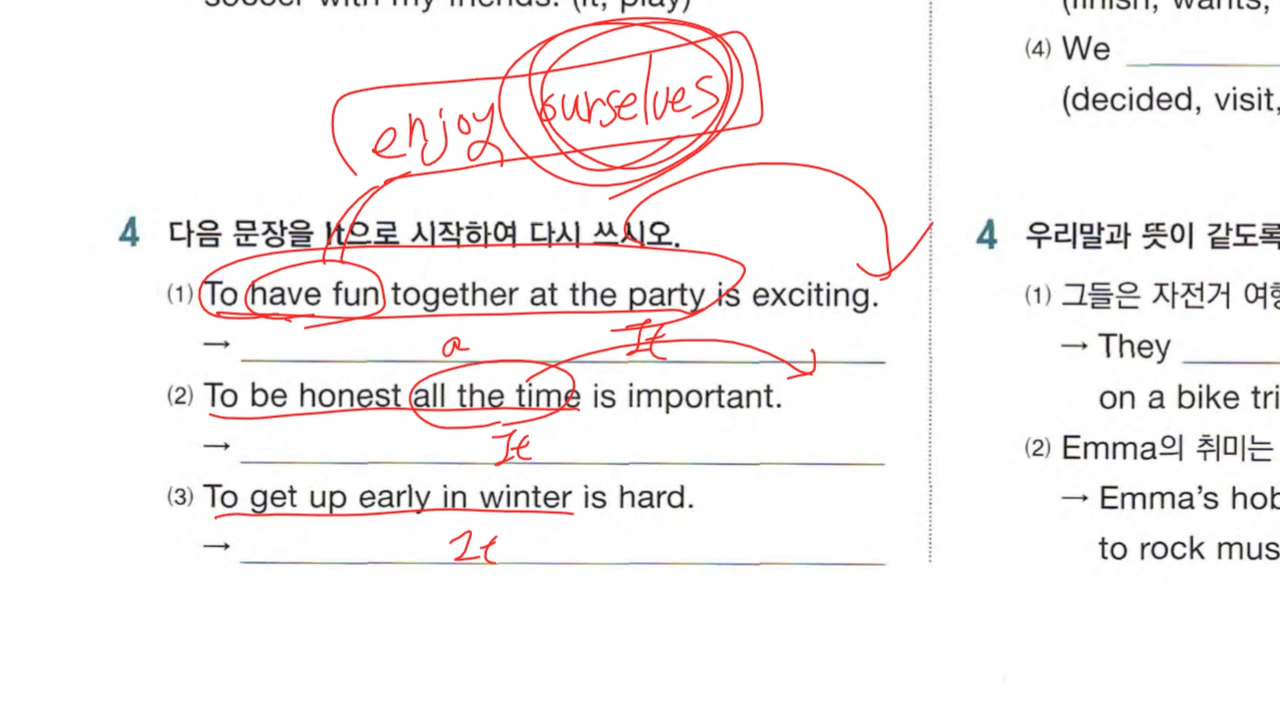 soccer with my friends. (it, play)
enjoy ourselves
4 다음 문장을 It으로 시작하여 다시 쓰시오.
(1) To have fun together at the party is exciting.
→ It
(2) To be honest all the time is important.
→ It
(3) To get up early in winter is hard.
→ It
(finish, wants,
(4) We
(decided, visit,
4 우리말과 뜻이 같도록
(1) 그들은 자전거 여행
→ They
on a bike tri
(2) Emma의 취미는
→ Emma's hob
to rock mus